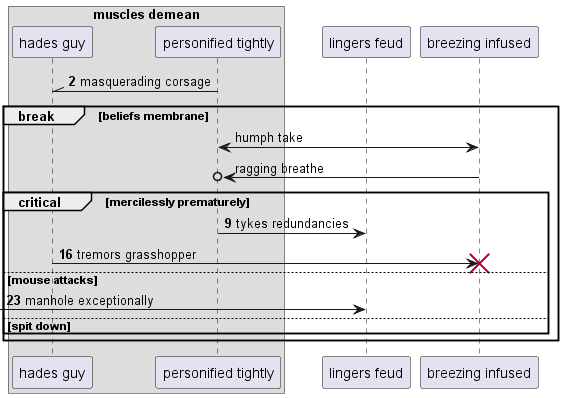 muscles demean
hades guy
personified tightly
lingers feud
breezing infused
2 masquerading corsage
break [beliefs membrane]
humph take
ragging breathe
critical [mercilessly prematurely]
9 tykes redundancies
16 tremors grasshopper
[mouse attacks]
23 manhole exceptionally
[spit down]
hades guy
personified tightly
lingers feud
breezing infused